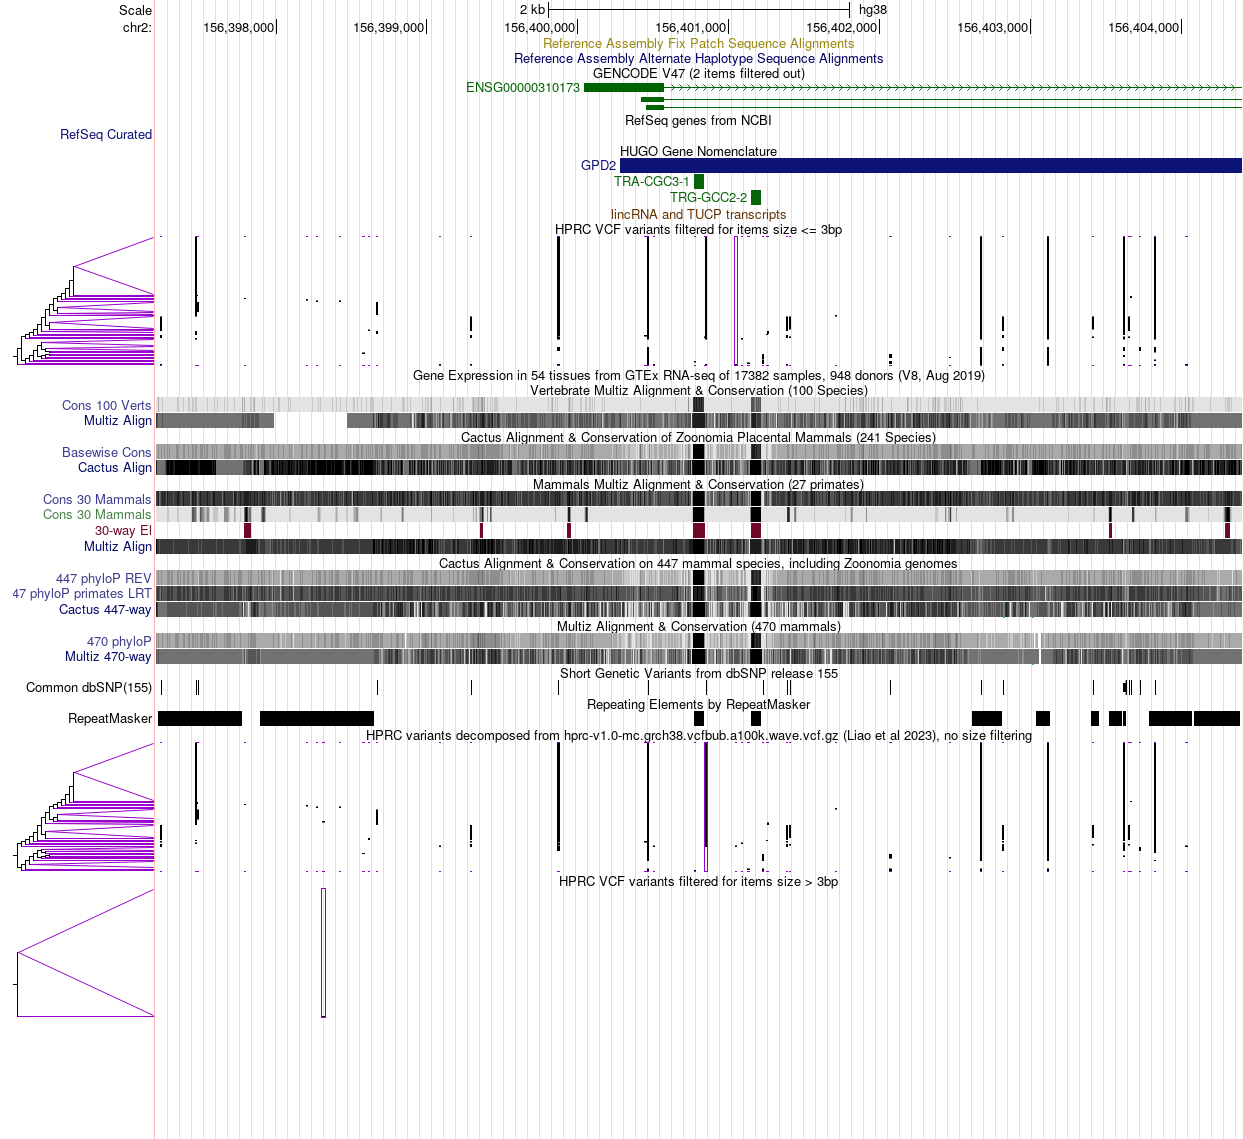 Scale 2 kb hg38
chr2: 156,398,000 156,399,000 156,400,000 156,401,000 156,402,000 156,403,000 156,404,000
Reference Assembly Fix Patch Sequence Alignments
Reference Assembly Alternate Haplotype Sequence Alignments
GENCODE V47 (2 items filtered out)
ENSG00000310173
RefSeq genes from NCBI
RefSeq Curated
HUGO Gene Nomenclature
GPD2
TRA-CGC3-1
TRG-GCC2-2
lincRNA and TUCP transcripts
HPRC VCF variants filtered for items size <= 3bp
Gene Expression in 54 tissues from GTEx RNA-seq of 17382 samples, 948 donors (V8, Aug 2019)
Vertebrate Multiz Alignment & Conservation (100 Species)
Cons 100 Verts
Multiz Align
Cactus Alignment & Conservation of Zoonomia Placental Mammals (241 Species)
Basewise Cons
Cactus Align
Mammals Multiz Alignment & Conservation (27 primates)
Cons 30 Mammals
Cons 30 Mammals
30-way El
Multiz Align
Cactus Alignment & Conservation on 447 mammal species, including Zoonomia genomes
447 phyloP REV
47 phyloP primates LRT
Cactus 447-way
Multiz Alignment & Conservation (470 mammals)
470 phyloP
Multiz 470-way
Short Genetic Variants from dbSNP release 155
Common dbSNP(155)
Repeating Elements by RepeatMasker
RepeatMasker
HPRC variants decomposed from hprc-v1.0-mc.grch38.vcfbub.a100k.wave.vcf.gz (Liao et al 2023), no size filtering
HPRC VCF variants filtered for items size > 3bp